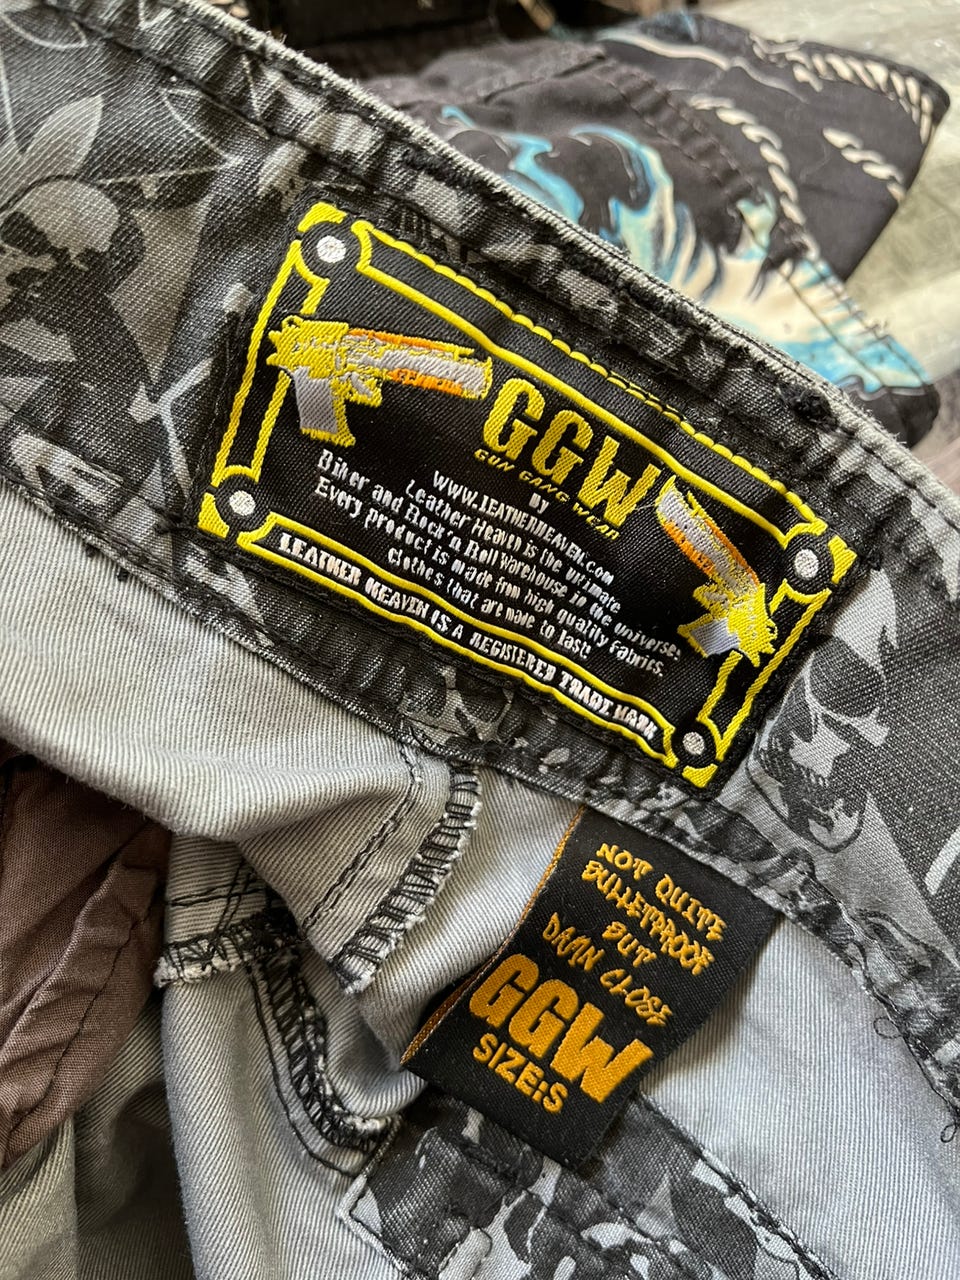 GGW
GUN GANG WEAR
BY
WWW.LEATHERHEAVEN.COM
Leather Heaven is the ultimate
Biker and Rock 'n Roll warehouse in the universe.
Every product is made from high quality fabrics.
Clothes that are made to last!
LEATHER HEAVEN IS A REGISTERED TRADE MARK
NOT QUITE
BULLETPROOF
BUT
DAMN CLOSE
GGW
SIZE:S